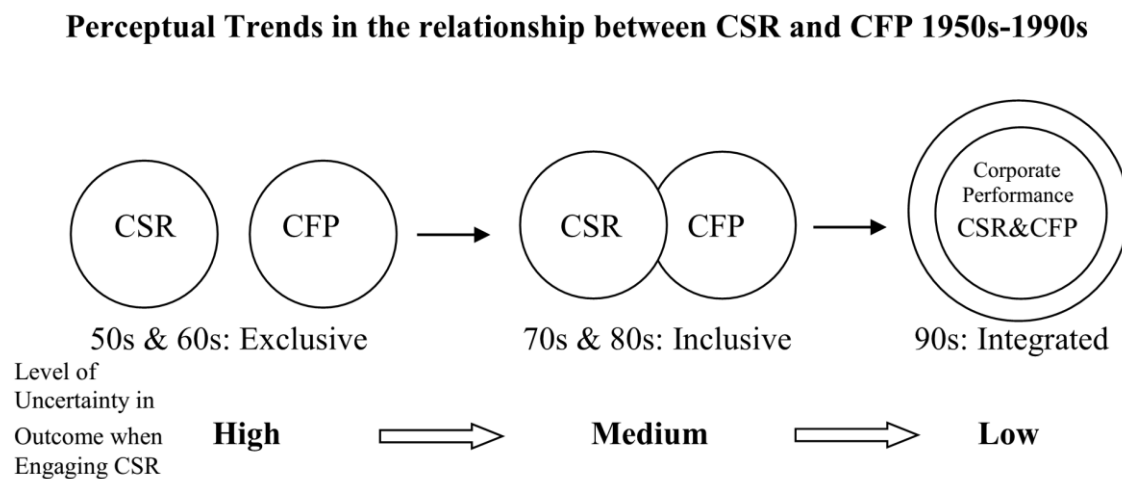 Perceptual Trends in the relationship between CSR and CFP 1950s-1990s
CSR
CFP
CSR
CFP
Corporate
Performance
CSR&CFP
50s & 60s: Exclusive
70s & 80s: Inclusive
90s: Integrated
Level of
Uncertainty in
Outcome when
Engaging CSR
High
Medium
Low